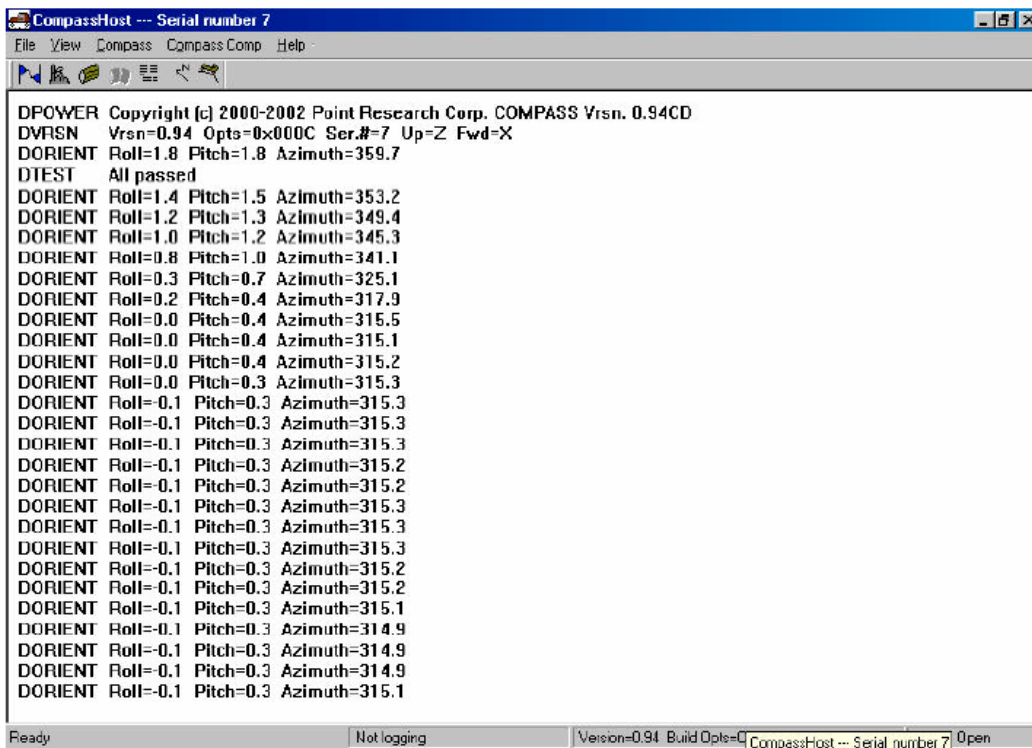 CompassHost --- Serial number 7
File View Compass Compass Comp Help
DPOWER Copyright (c) 2000-2002 Point Research Corp. COMPASS Vrsn. 0.94CD
DVRSN Vrsn=0.94 Opts=0x000C Ser.#=7 Up=Z Fwd=X
DORIENT Roll=1.8 Pitch=1.8 Azimuth=359.7
DTEST All passed
DORIENT Roll=1.4 Pitch=1.5 Azimuth=353.2
DORIENT Roll=1.2 Pitch=1.3 Azimuth=349.4
DORIENT Roll=1.0 Pitch=1.2 Azimuth=345.3
DORIENT Roll=0.8 Pitch=1.0 Azimuth=341.1
DORIENT Roll=0.3 Pitch=0.7 Azimuth=325.1
DORIENT Roll=0.2 Pitch=0.4 Azimuth=317.9
DORIENT Roll=0.0 Pitch=0.4 Azimuth=315.5
DORIENT Roll=0.0 Pitch=0.4 Azimuth=315.1
DORIENT Roll=0.0 Pitch=0.4 Azimuth=315.2
DORIENT Roll=0.0 Pitch=0.3 Azimuth=315.3
DORIENT Roll=-0.1 Pitch=0.3 Azimuth=315.3
DORIENT Roll=-0.1 Pitch=0.3 Azimuth=315.3
DORIENT Roll=-0.1 Pitch=0.3 Azimuth=315.3
DORIENT Roll=-0.1 Pitch=0.3 Azimuth=315.2
DORIENT Roll=-0.1 Pitch=0.3 Azimuth=315.2
DORIENT Roll=-0.1 Pitch=0.3 Azimuth=315.3
DORIENT Roll=-0.1 Pitch=0.3 Azimuth=315.3
DORIENT Roll=-0.1 Pitch=0.3 Azimuth=315.3
DORIENT Roll=-0.1 Pitch=0.3 Azimuth=315.2
DORIENT Roll=-0.1 Pitch=0.3 Azimuth=315.2
DORIENT Roll=-0.1 Pitch=0.3 Azimuth=315.1
DORIENT Roll=-0.1 Pitch=0.3 Azimuth=314.9
DORIENT Roll=-0.1 Pitch=0.3 Azimuth=314.9
DORIENT Roll=-0.1 Pitch=0.3 Azimuth=314.9
DORIENT Roll=-0.1 Pitch=0.3 Azimuth=315.1
Ready Not logging Version=0.94 Build Opts= Open
CompassHost --- Serial number 7